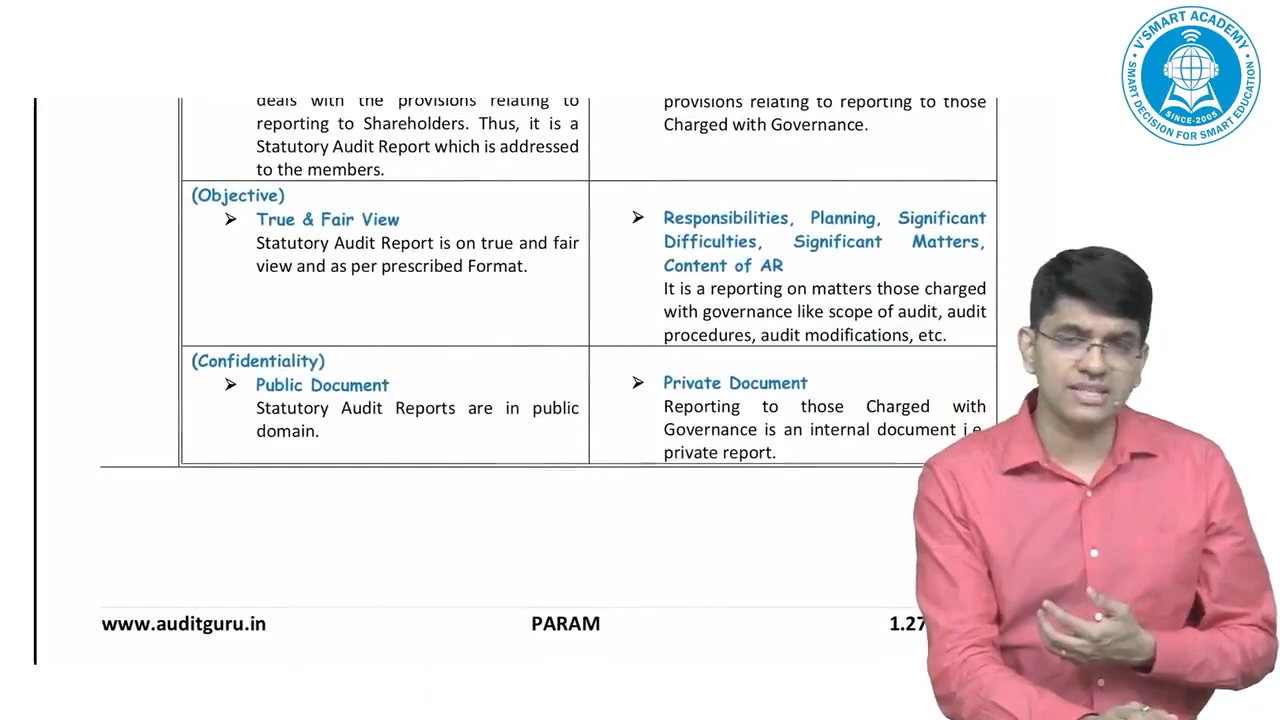 deals with the provisions relating to
reporting to Shareholders. Thus, it is a
Statutory Audit Report which is addressed
to the members.
provisions relating to reporting to those
Charged with Governance.
(Objective)
➢ True & Fair View
Statutory Audit Report is on true and fair
view and as per prescribed Format.
➢ Responsibilities, Planning, Significant
Difficulties, Significant Matters,
Content of AR
It is a reporting on matters those charged
with governance like scope of audit, audit
procedures, audit modifications, etc.
(Confidentiality)
➢ Public Document
Statutory Audit Reports are in public
domain.
➢ Private Document
Reporting to those Charged with
Governance is an internal document i.e.
private report.
www.auditguru.in PARAM 1.27
V'SMART ACADEMY
SMART DECISION FOR SMART EDUCATION
SINCE-2005